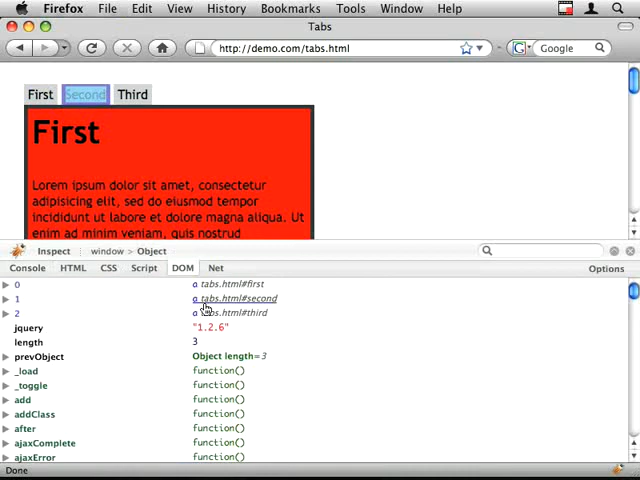 Firefox File Edit View History Bookmarks Tools Window Help
Tabs
http://demo.com/tabs.html
Google
First Second Third
First
Lorem ipsum dolor sit amet, consectetur
adipisicing elit, sed do eiusmod tempor
incididunt ut labore et dolore magna aliqua. Ut
enim ad minim veniam, quis nostrud
Inspect window > Object
Console HTML CSS Script DOM Net Options
0 a tabs.html#first
1 a tabs.html#second
2 a tabs.html#third
jquery "1.2.6"
length 3
prevObject Object length=3
_load function()
_toggle function()
add function()
addClass function()
after function()
ajaxComplete function()
ajaxError function()
Done